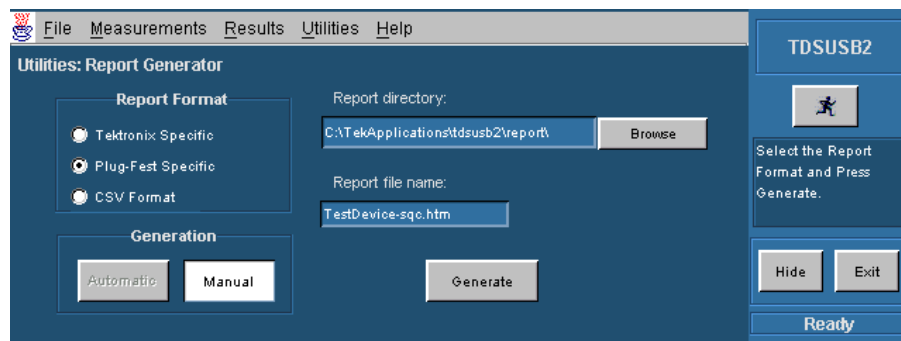 File Measurements Results Utilities Help
TDSUSB2
Utilities: Report Generator
Report Format
Tektronix Specific
Plug-Fest Specific
CSV Format
Report directory:
C:\TekApplications\tdsusb2\report\
Browse
Report file name:
TestDevice-sqc.htm
Select the Report
Format and Press
Generate.
Generation
Automatic
Manual
Generate
Hide
Exit
Ready